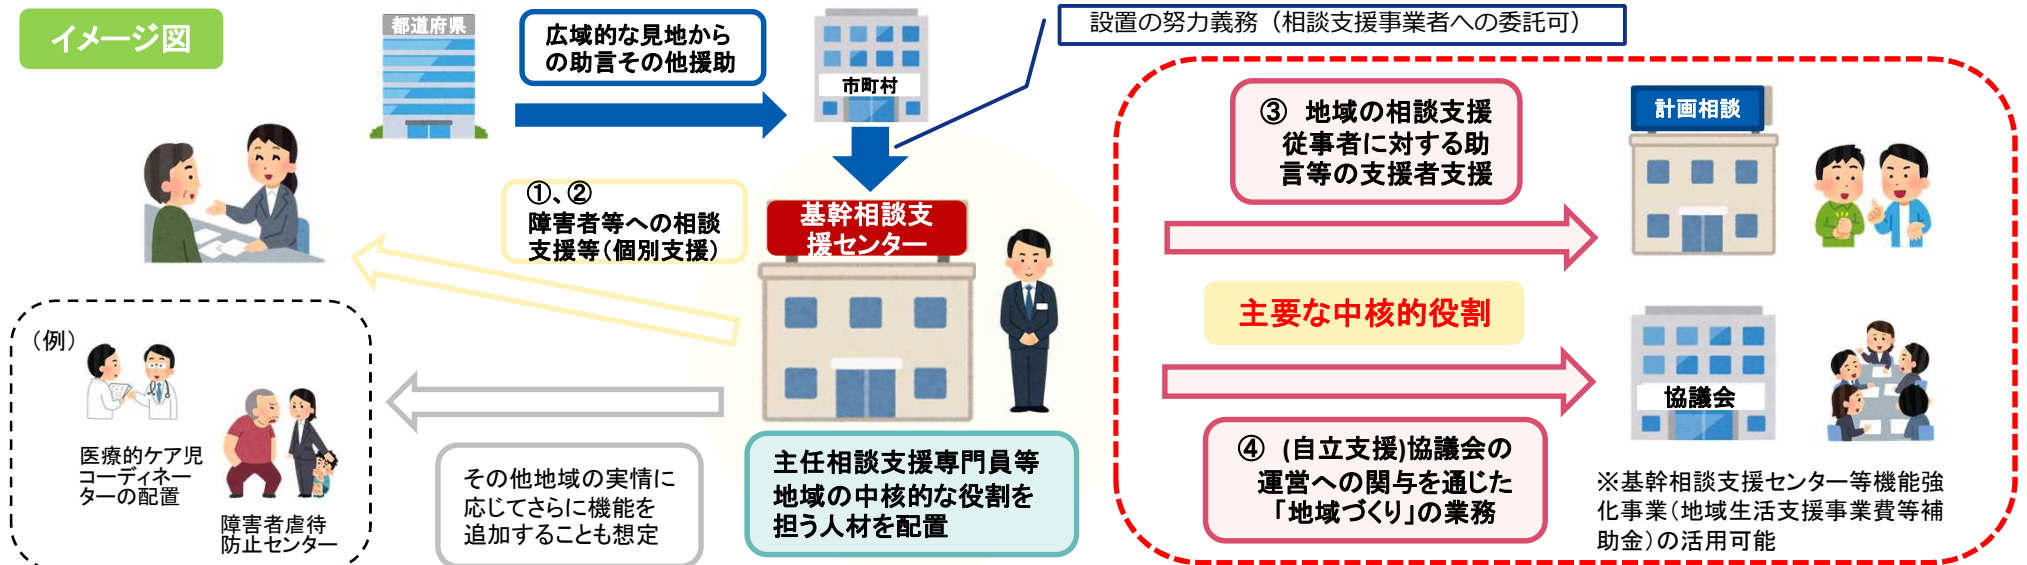 イメージ図
都道府県
広域的な見地から
の助言その他援助
市町村
設置の努力義務（相談支援事業者への委託可）
①、②
障害者等への相談
支援等(個別支援)
基幹相談支
援センター
③ 地域の相談支援
従事者に対する助
言等の支援者支援
計画相談
主要な中核的役割
（例）
医療的ケア児
コーディネー
ターの配置
障害者虐待
防止センター
その他地域の実情に
応じてさらに機能を
追加することも想定
主任相談支援専門員等
地域の中核的な役割を
担う人材を配置
④ (自立支援)協議会の
運営への関与を通じた
「地域づくり」の業務
協議会
※基幹相談支援センター等機能強
化事業(地域生活支援事業費等補
助金)の活用可能